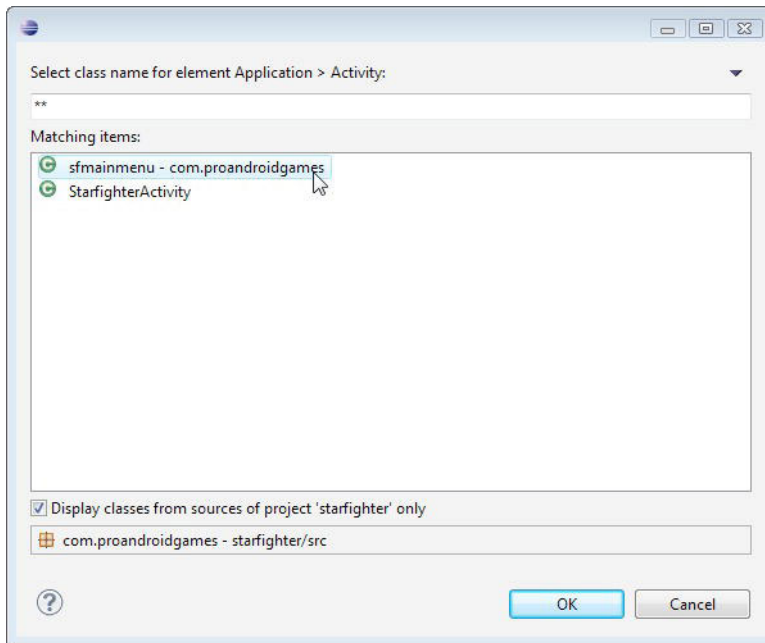 Select class name for element Application > Activity:
**
Matching items:
sfmainmenu - com.proandroidgames
StarfighterActivity
Display classes from sources of project 'starfighter' only
com.proandroidgames - starfighter/src
OK Cancel